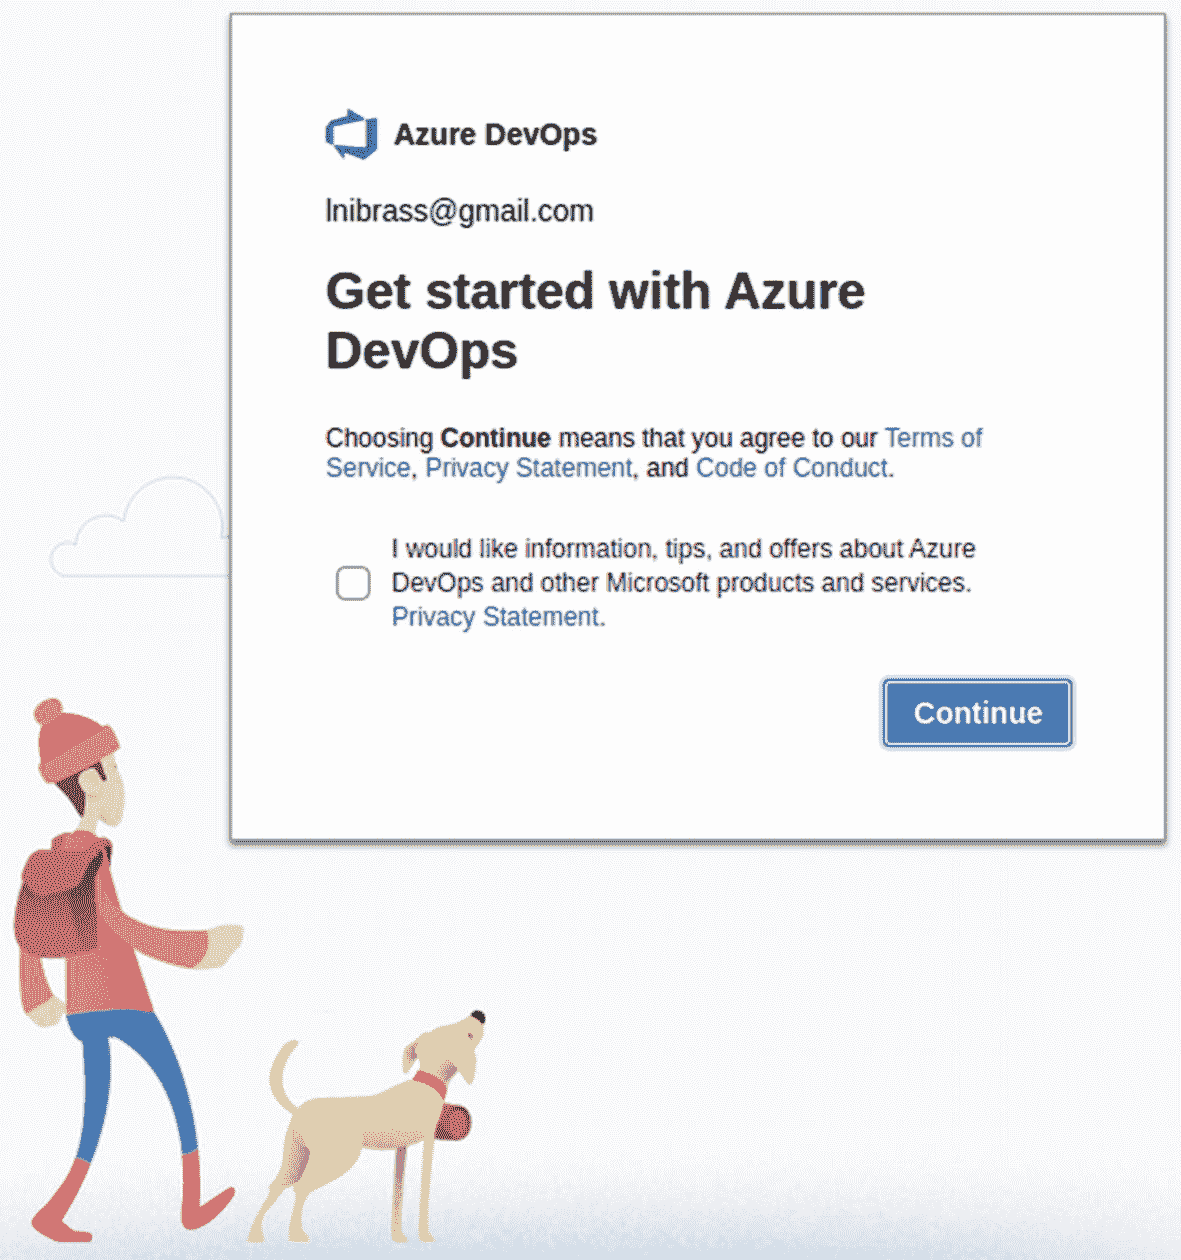 Azure DevOps
lnibrass@gmail.com
Get started with Azure
DevOps
Choosing Continue means that you agree to our Terms of
Service, Privacy Statement, and Code of Conduct.
I would like information, tips, and offers about Azure
DevOps and other Microsoft products and services.
Privacy Statement.
Continue